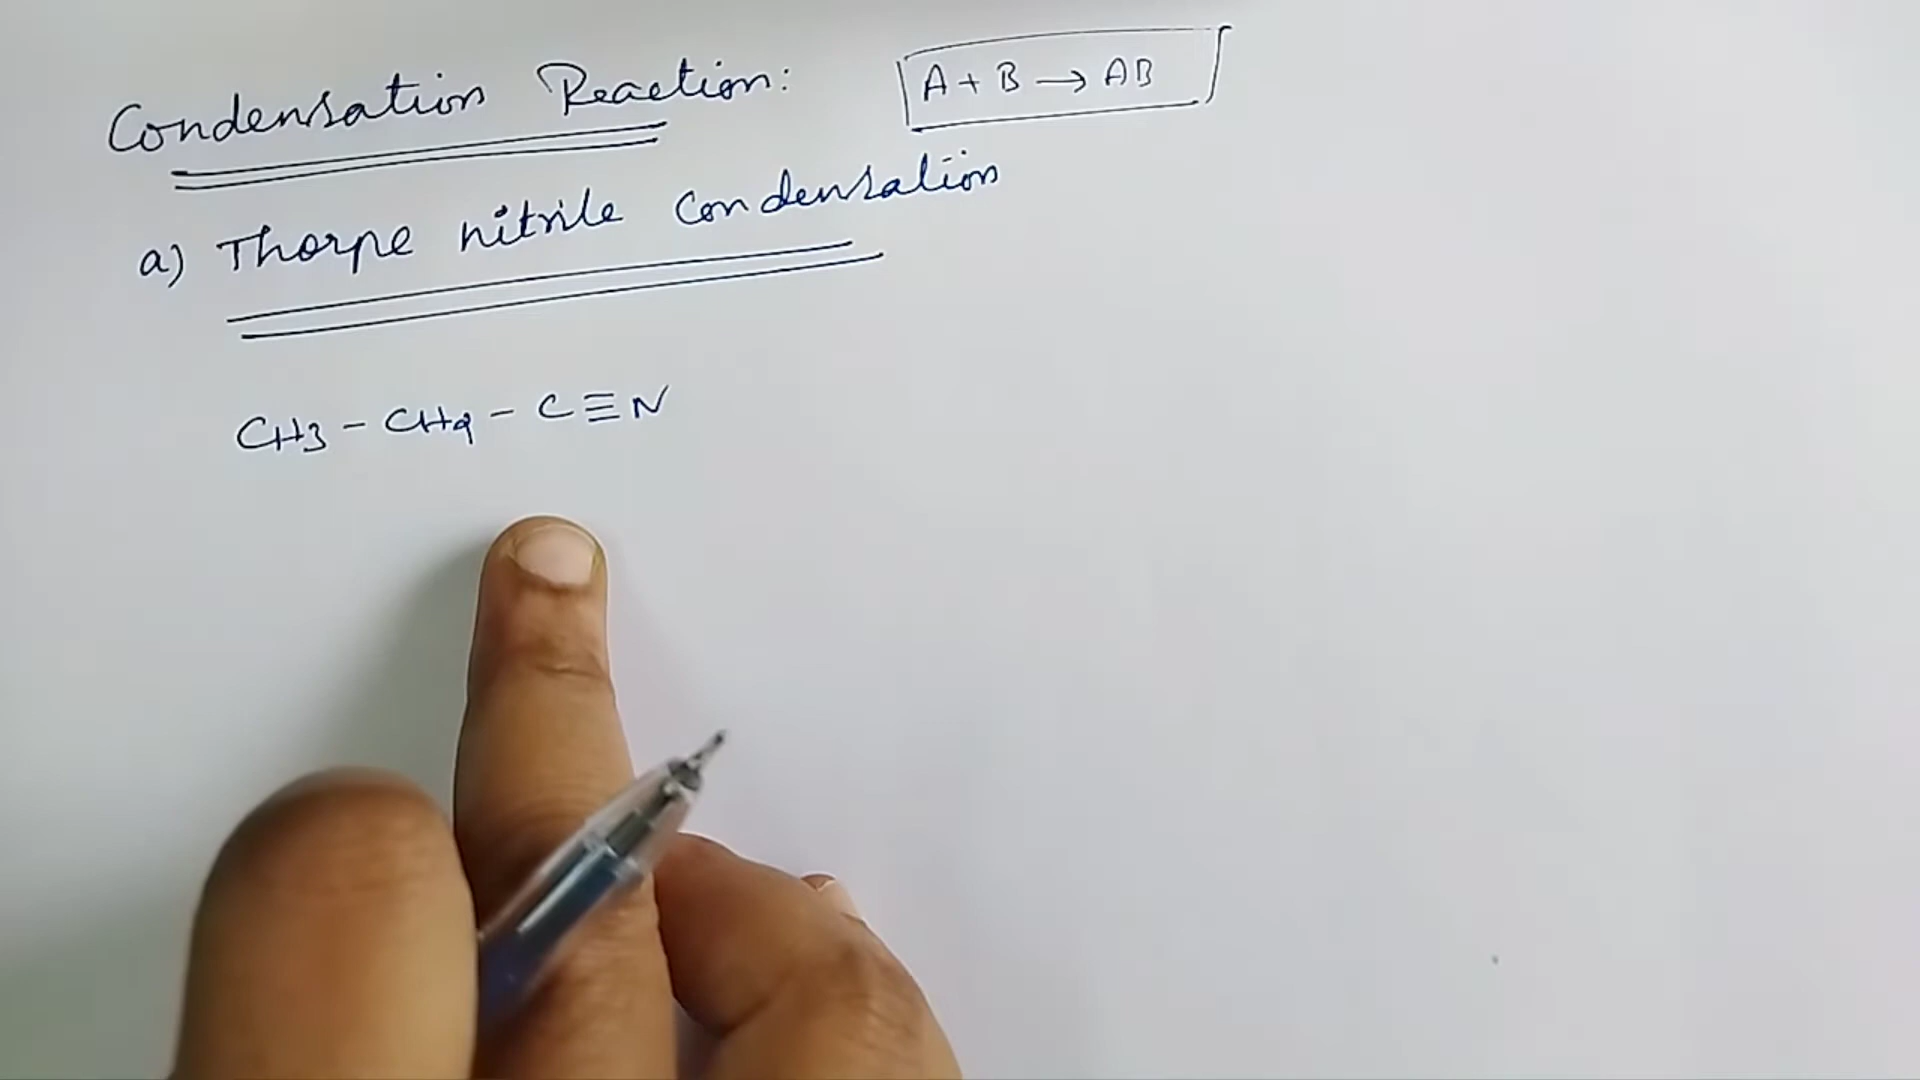 Condensation Reaction:
A + B → AB
a) Thorpe nitrile Condensation
CH3 - CH2 - C≡N